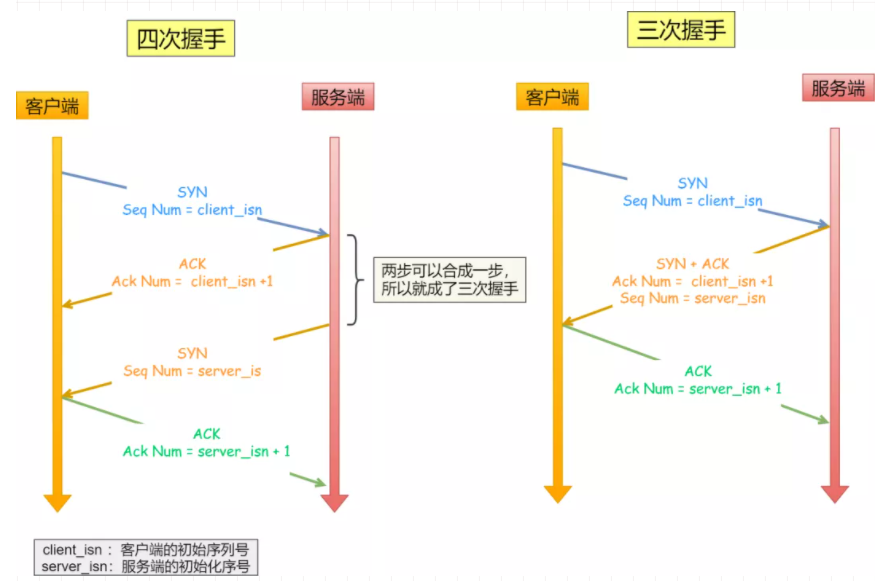 四次握手
客户端
服务端
SYN
Seq Num = client_isn
ACK
Ack Num = client_isn +1
两步可以合成一步，
所以就成了三次握手
SYN
Seq Num = server_is
ACK
Ack Num = server_isn + 1
client_isn ：客户端的初始序列号
server_isn：服务端的初始化序号
三次握手
客户端
服务端
SYN
Seq Num = client_isn
SYN + ACK
Ack Num = client_isn +1
Seq Num = server_isn
ACK
Ack Num = server_isn + 1